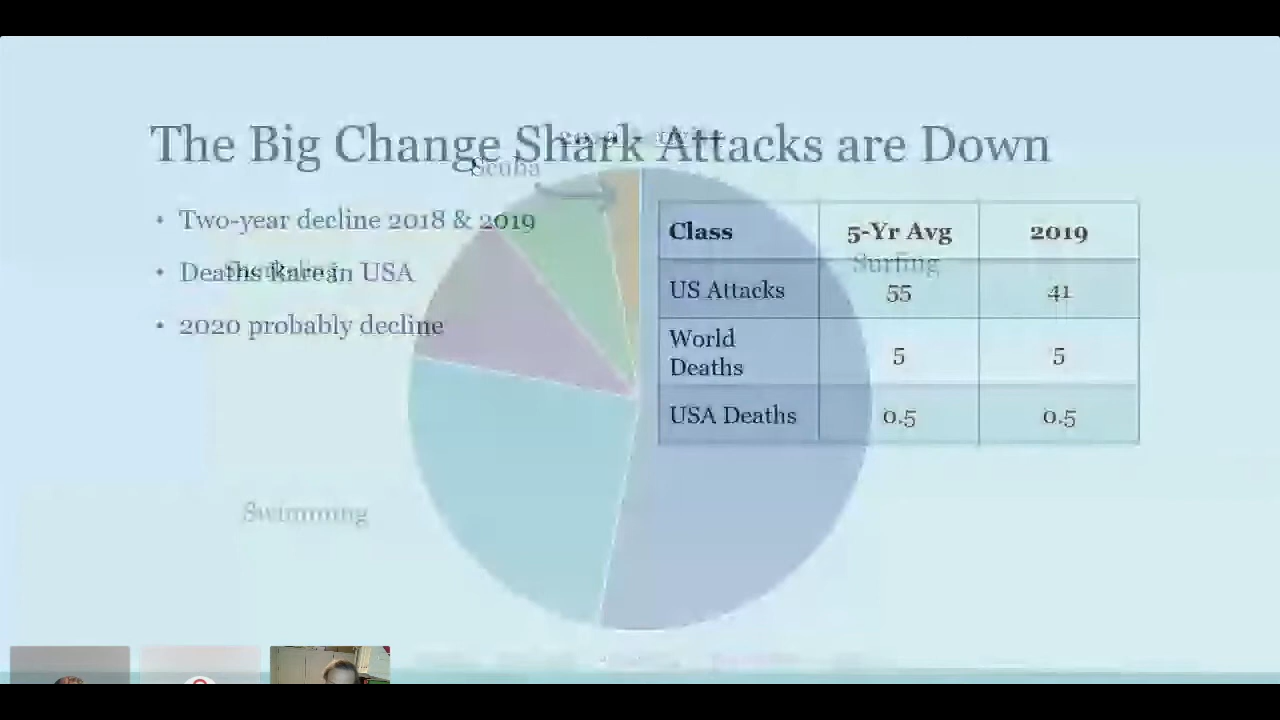 The Big Change Shark Attacks are Down
Scuba
• Two-year decline 2018 & 2019
• Deaths Rare in USA
• 2020 probably decline
Class 5-Yr Avg 2019
Surfing
US Attacks 55 41
World Deaths 5 5
USA Deaths 0.5 0.5
Swimming